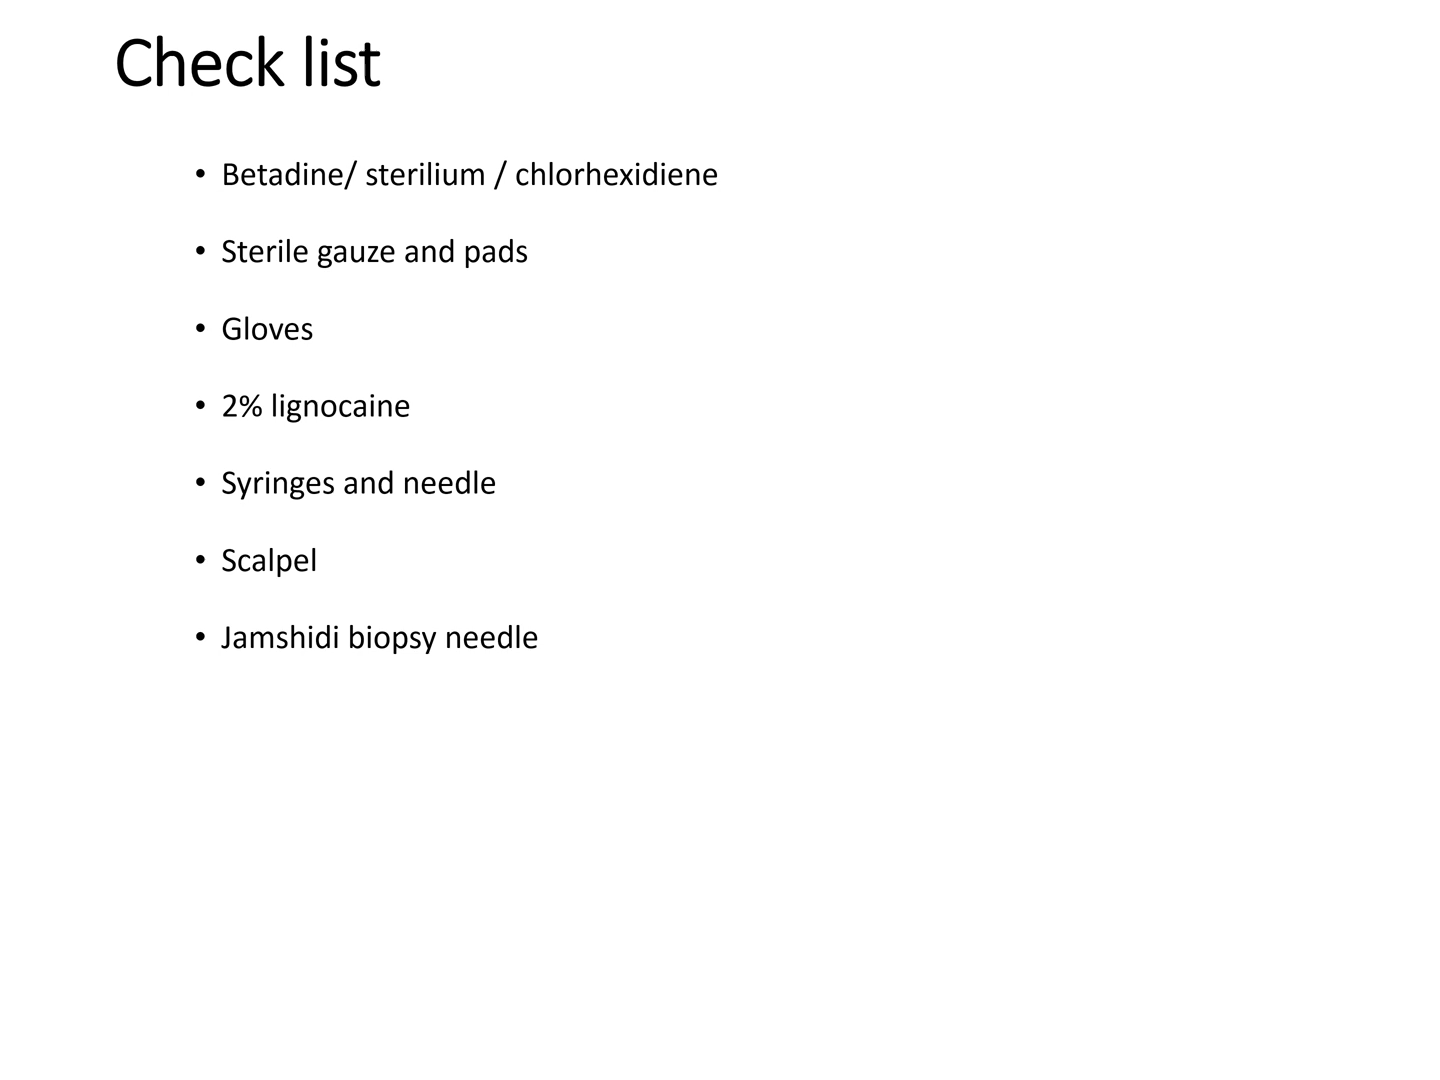 Check list
• Betadine/ sterilium / chlorhexidiene
• Sterile gauze and pads
• Gloves
• 2% lignocaine
• Syringes and needle
• Scalpel
• Jamshidi biopsy needle